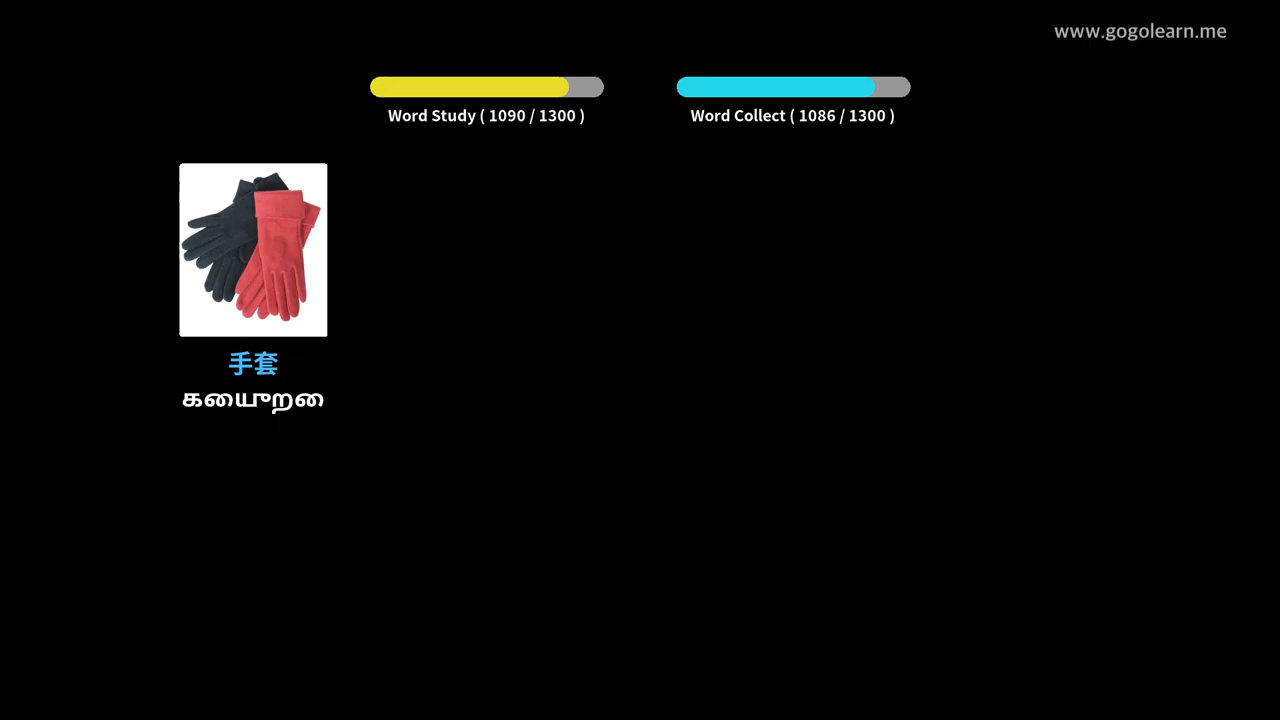 www.gogolearn.me
Word Study ( 1090 / 1300 )
Word Collect ( 1086 / 1300 )
手套
கையுறை